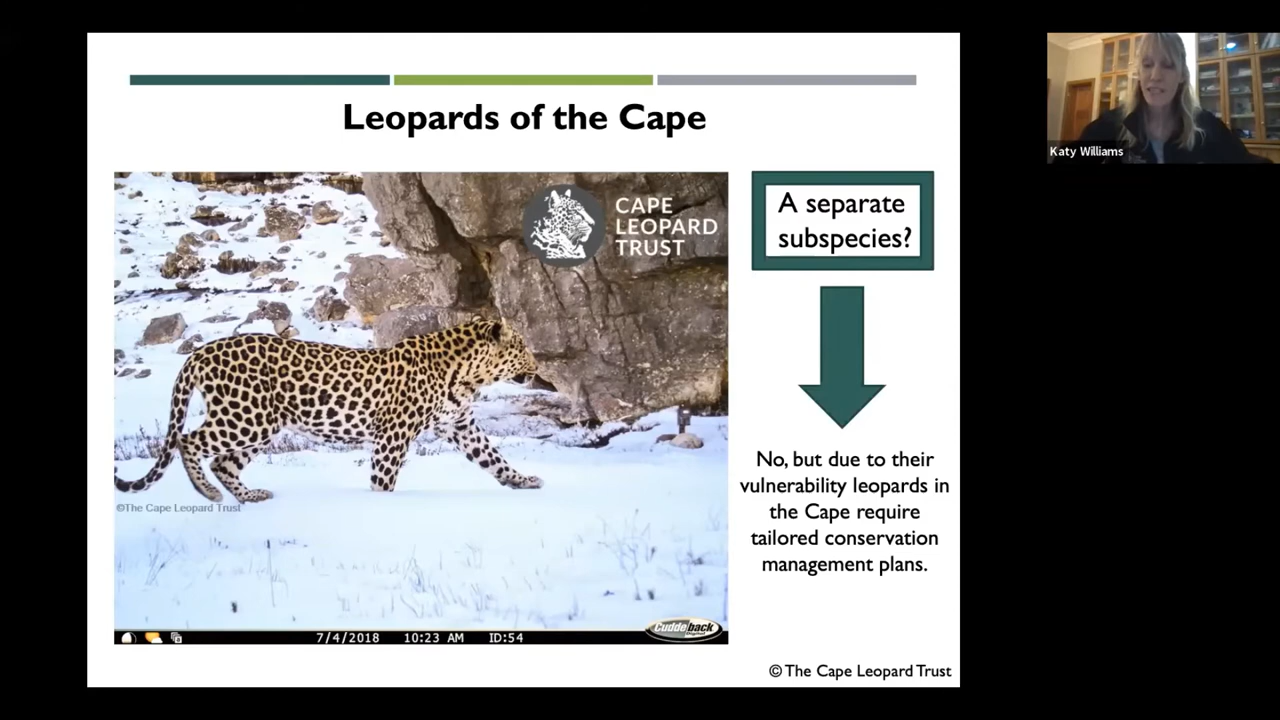 Leopards of the Cape
CAPE
LEOPARD
TRUST
A separate
subspecies?
No, but due to their
vulnerability leopards in
the Cape require
tailored conservation
management plans.
©The Cape Leopard Trust
7/4/2018 10:23 AM ID:54
Cuddeback
Digital
© The Cape Leopard Trust
Katy Williams